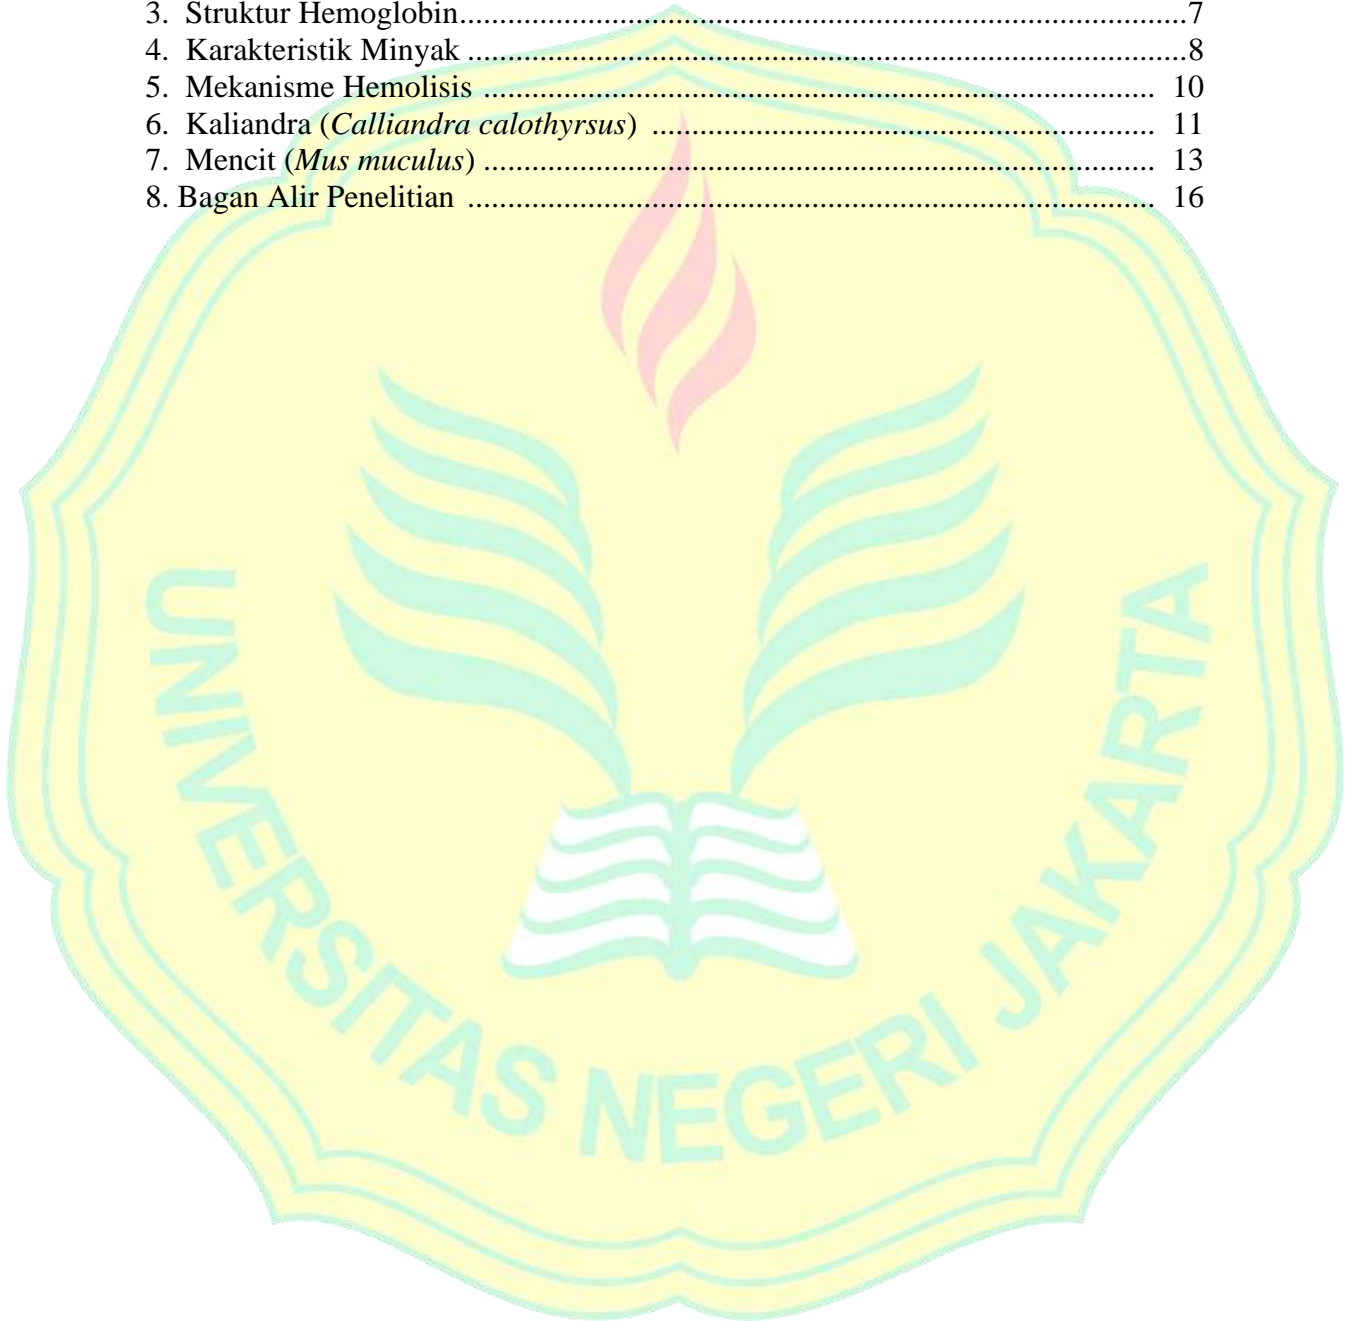 3. Struktur Hemoglobin.......................................................................................................7
4. Karakteristik Minyak ......................................................................................................8
5. Mekanisme Hemolisis ................................................................................................ 10
6. Kaliandra (Calliandra calothyrsus) ........................................................................ 11
7. Mencit (Mus muculus) ................................................................................................ 13
8. Bagan Alir Penelitian .................................................................................................. 16
UNIVERSITAS NEGERI JAKARTA